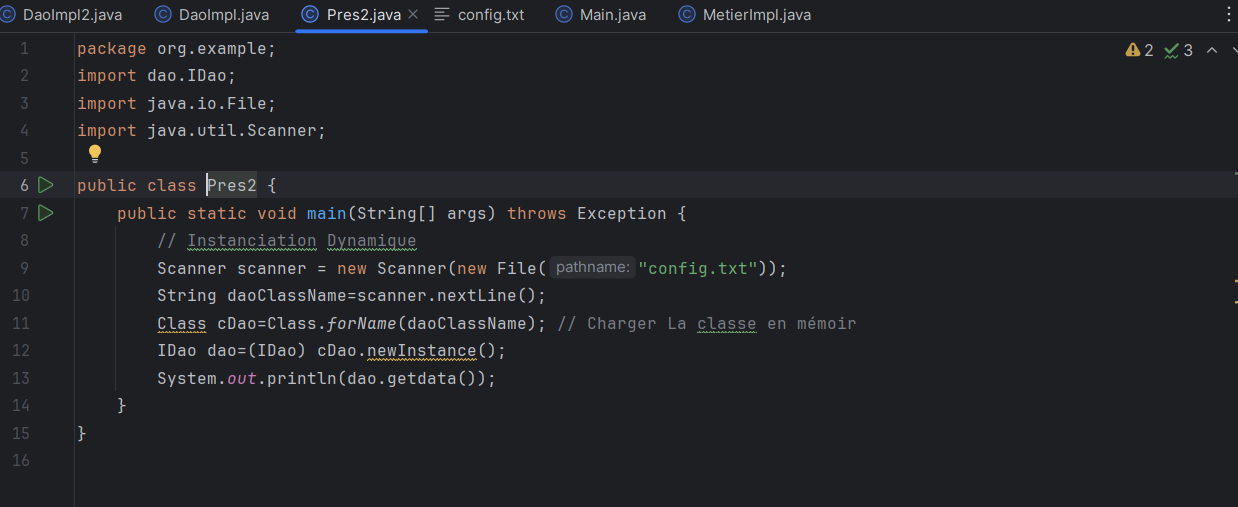 DaoImpl2.java DaoImpl.java Pres2.java config.txt Main.java MetierImpl.java
2 3
1 package org.example;
2 import dao.IDao;
3 import java.io.File;
4 import java.util.Scanner;
5
6 public class Pres2 {
7 public static void main(String[] args) throws Exception {
8 // Instanciation Dynamique
9 Scanner scanner = new Scanner(new File( pathname: "config.txt"));
10 String daoClassName=scanner.nextLine();
11 Class cDao=Class.forName(daoClassName); // Charger La classe en mémoir
12 IDao dao=(IDao) cDao.newInstance();
13 System.out.println(dao.getdata());
14 }
15 }
16